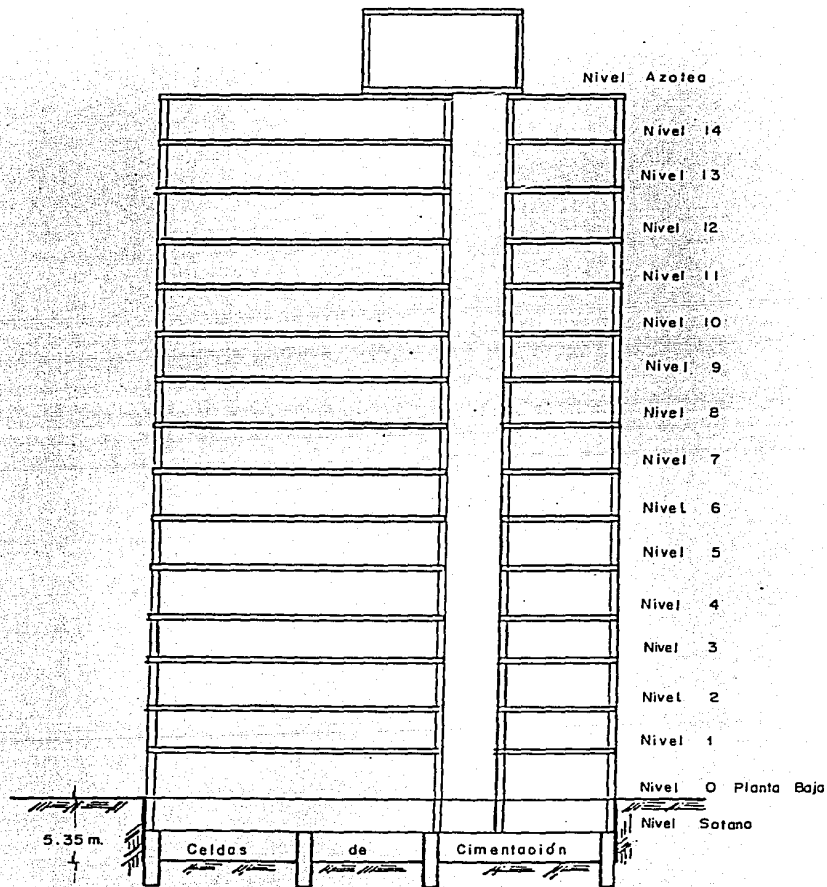 Nivel Azotea
Nivel 14
Nivel 13
Nivel 12
Nivel 11
Nivel 10
Nivel 9
Nivel 8
Nivel 7
Nivel 6
Nivel 5
Nivel 4
Nivel 3
Nivel 2
Nivel 1
Nivel 0 Planta Baja
Nivel Sotano
5.35 m.
Celdas de Cimentación